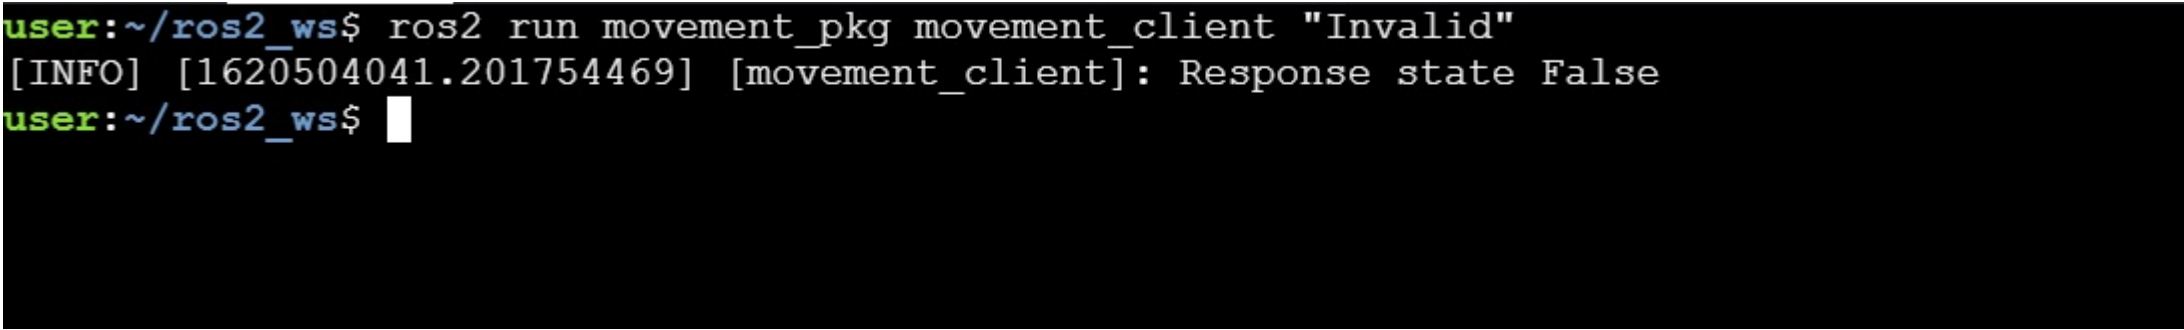 user:~/ros2_ws$ ros2 run movement_pkg movement_client "Invalid"
[INFO] [1620504041.201754469] [movement_client]: Response state False
user:~/ros2_ws$